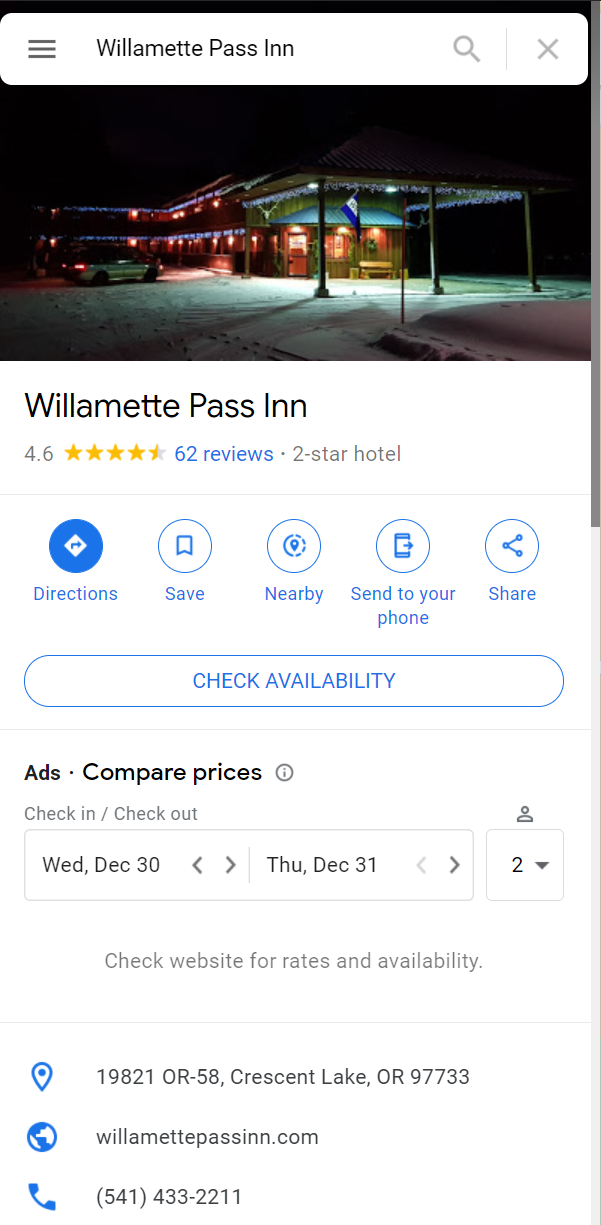 Willamette Pass Inn
Willamette Pass Inn
4.6 62 reviews · 2-star hotel
Directions Save Nearby Send to your phone Share
CHECK AVAILABILITY
Ads · Compare prices
Check in / Check out
Wed, Dec 30 Thu, Dec 31 2
Check website for rates and availability.
19821 OR-58, Crescent Lake, OR 97733
willamettepassinn.com
(541) 433-2211